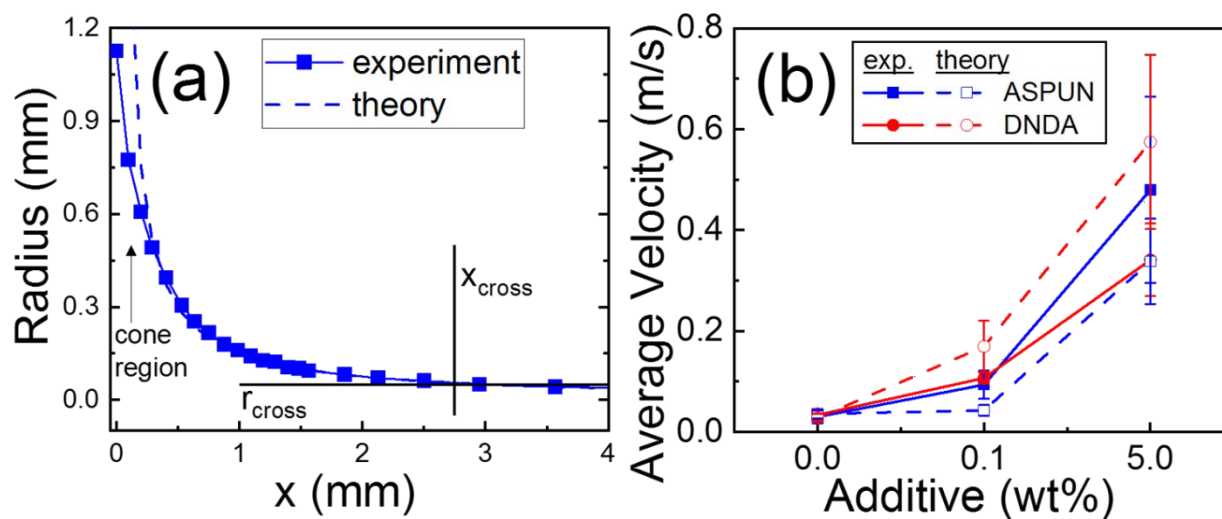 (a)
experiment
theory
1.2
0.9
0.6
0.3
0.0
Radius (mm)
cone
region
x_cross
r_cross
0
1
2
3
4
x (mm)
(b)
exp. theory
ASPUN
DNDA
0.8
0.6
0.4
0.2
0.0
Average Velocity (m/s)
0.0
0.1
5.0
Additive (wt%)